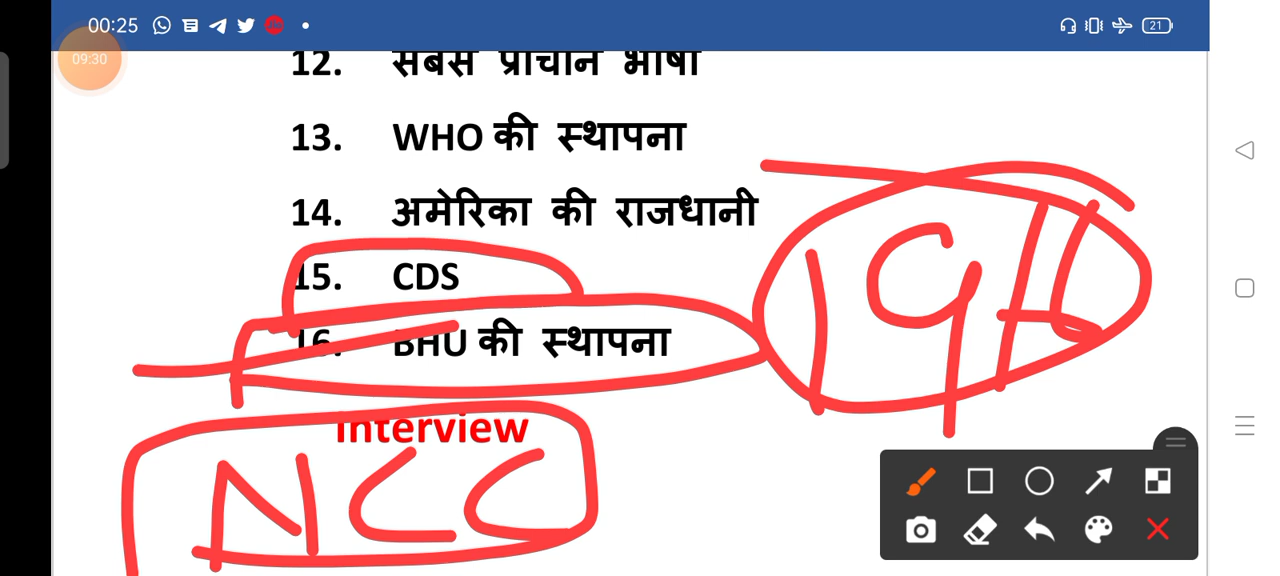 00:25
21
09:30
12. सबसे प्राचीन भाषा
13. WHO की स्थापना
14. अमेरिका की राजधानी
15. CDS
16. BHU की स्थापना
1916
Interview
NCC